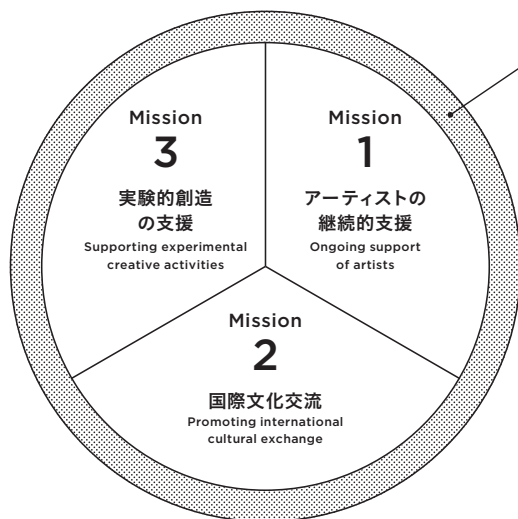 Mission
3
実験的創造
の支援
Supporting experimental
creative activities
Mission
1
アーティストの
継続的支援
Ongoing support
of artists
Mission
2
国際文化交流
Promoting international
cultural exchange